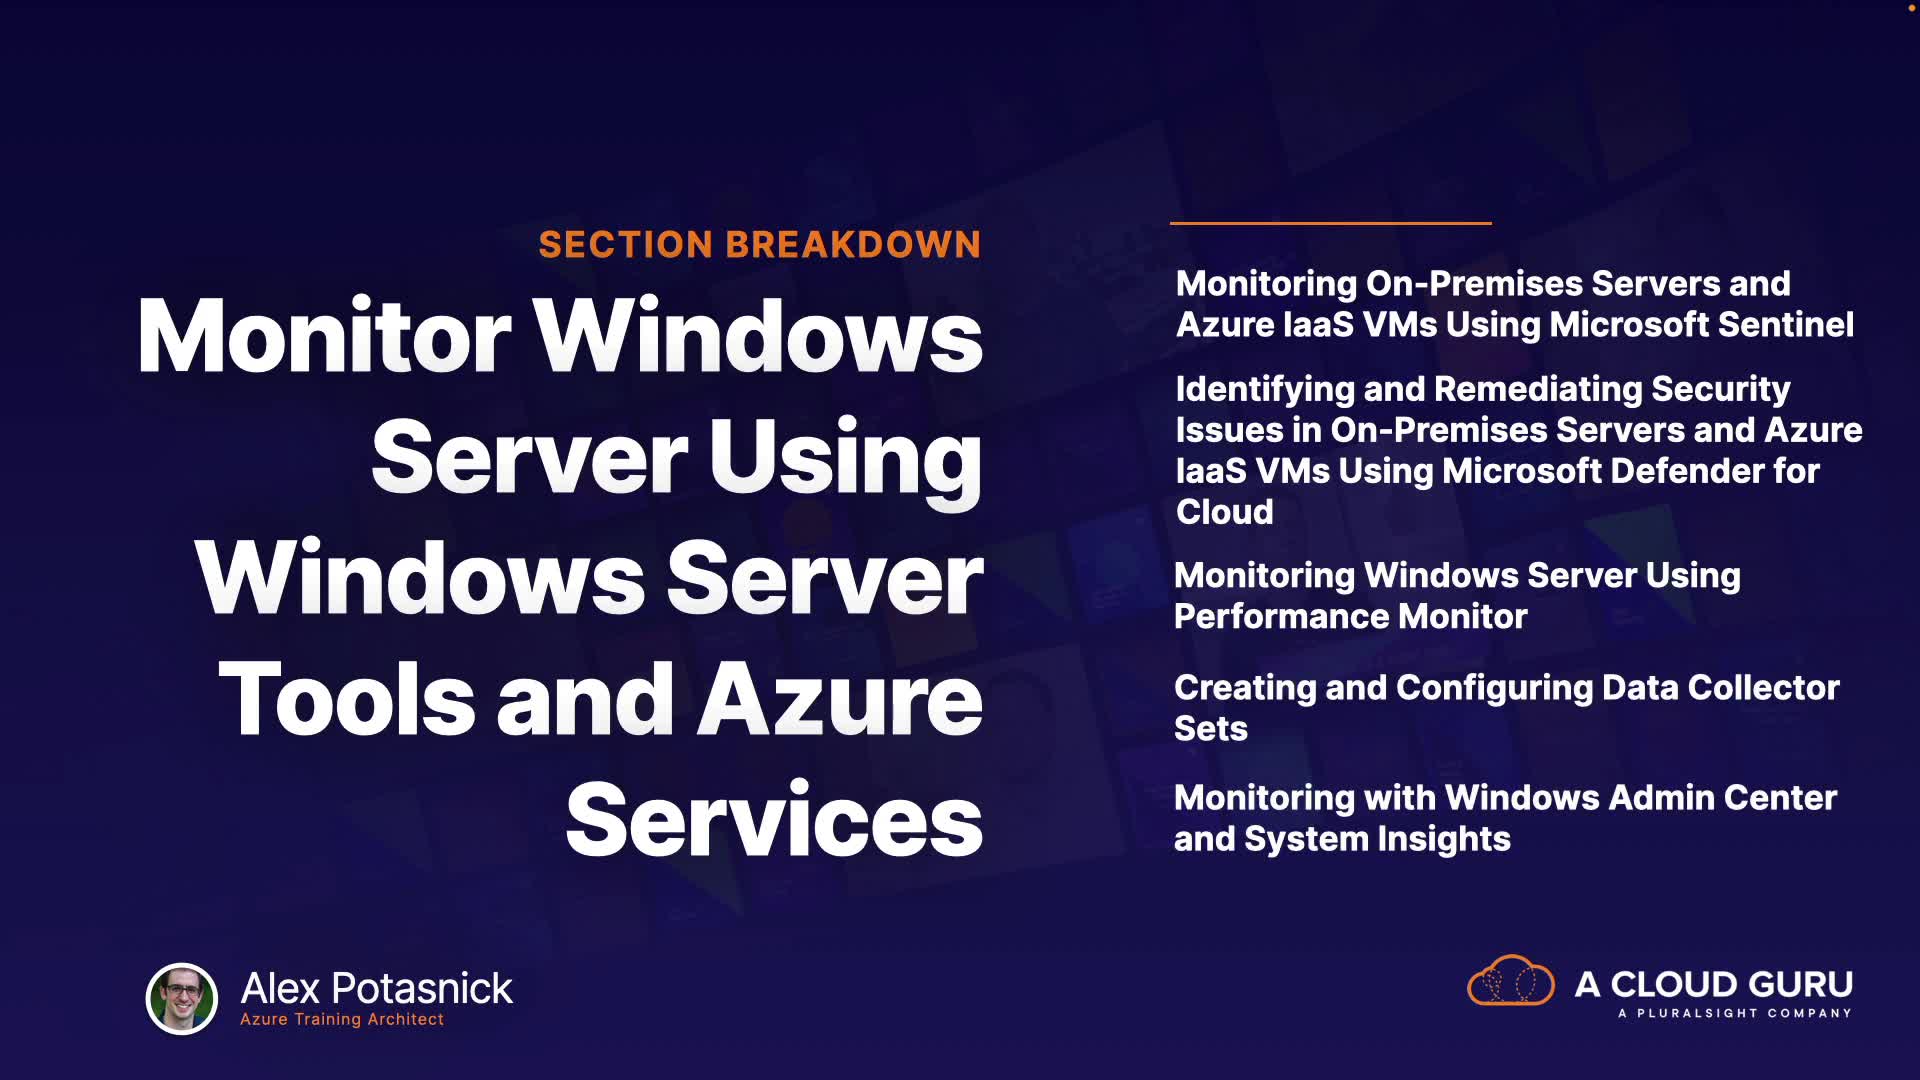 SECTION BREAKDOWN
Monitor Windows
Server Using
Windows Server
Tools and Azure
Services
Monitoring On-Premises Servers and
Azure IaaS VMs Using Microsoft Sentinel
Identifying and Remediating Security
Issues in On-Premises Servers and Azure
IaaS VMs Using Microsoft Defender for
Cloud
Monitoring Windows Server Using
Performance Monitor
Creating and Configuring Data Collector
Sets
Monitoring with Windows Admin Center
and System Insights
Alex Potasnick
Azure Training Architect
A CLOUD GURU
A PLURALSIGHT COMPANY